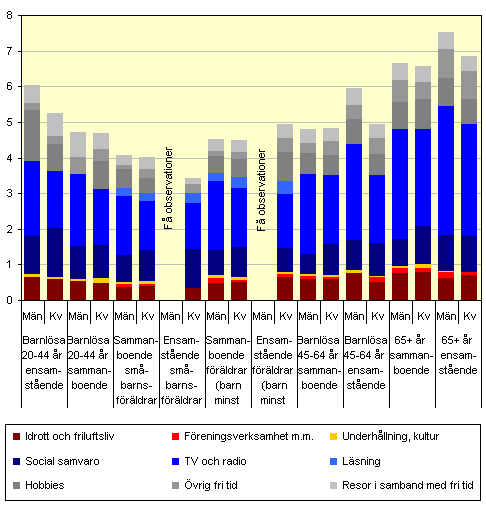 8
7
6
5
4
3
2
1
0
Få observationer
Få observationer
Män Kv Män Kv Män Kv Män Kv Män Kv Män Kv Män Kv Män Kv Män Kv Män Kv
Barnlösa Barnlösa Samman- Ensam- Samman- Ensam- Barnlösa Barnlösa 65+ år 65+ år
20-44 år 20-44 år boende stående boende stående 45-64 år 45-64 år samman- ensam-
ensam- samman- små- små- föräldrar föräldrar samman- ensam- boende stående
stående boende barns- barns- (barn (barn boende stående
föräldrar föräldrar minst minst
Idrott och friluftsliv Föreningsverksamhet m.m. Underhållning, kultur
Social samvaro TV och radio Läsning
Hobbies Övrig fri tid Resor i samband med fri tid